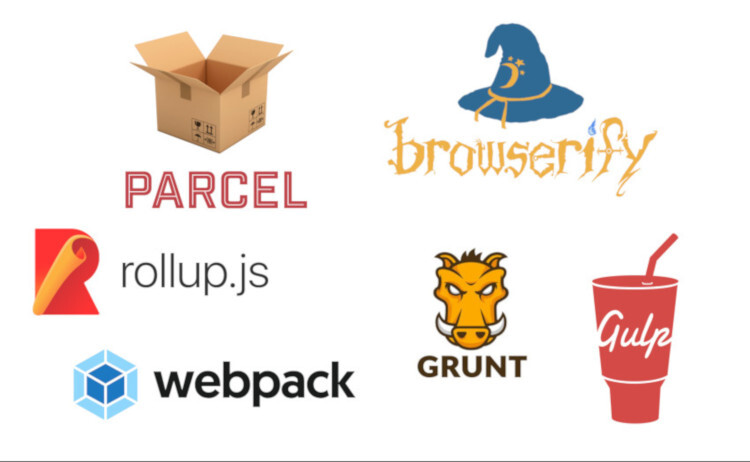 PARCEL
browserify
rollup.js
GRUNT
Gulp
webpack